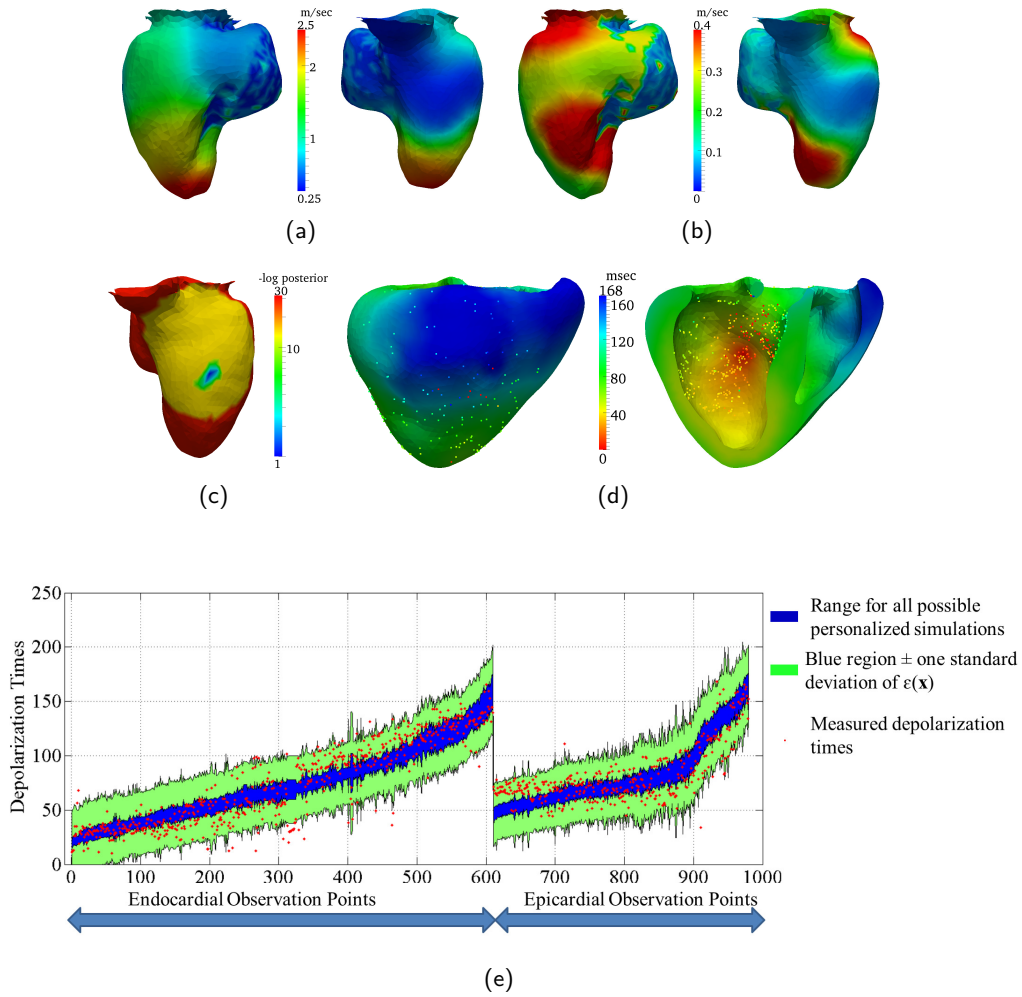 m/sec
2.5
2
1
0.25
(a)
m/sec
0.4
0.3
0.2
0.1
0
(b)
-log posterior
30
10
1
(c)
msec
168
160
120
80
40
0
(d)
Depolarization Times
250
200
150
100
50
0
0 100 200 300 400 500 600 700 800 900 1000
Endocardial Observation Points
Epicardial Observation Points
Range for all possible
personalized simulations
Blue region ± one standard
deviation of ε(x)
Measured depolarization
times
(e)